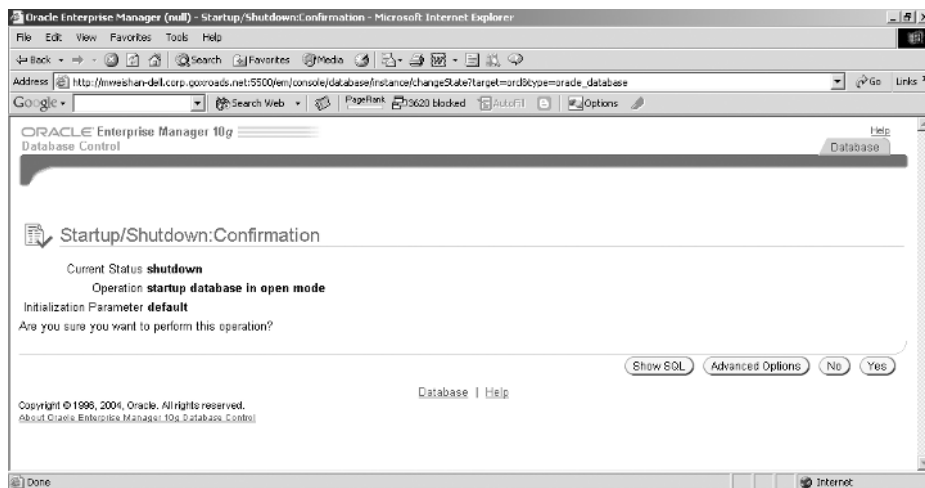 Oracle Enterprise Manager (null) - Startup/Shutdown:Confirmation - Microsoft Internet Explorer
File Edit View Favorites Tools Help
Back Search Favorites Media
Address http://mweishan-dell.corp.goxroads.net:5500/em/console/database/instance/changeState?target=ord&type=oracle_database Go Links
Google Search Web PageRank 13620 blocked AutoFill Options
ORACLE Enterprise Manager 10g Help
Database Control Database
Startup/Shutdown:Confirmation
Current Status shutdown
Operation startup database in open mode
Initialization Parameter default
Are you sure you want to perform this operation?
Show SQL Advanced Options No Yes
Database | Help
Copyright © 1996, 2004, Oracle. All rights reserved.
About Oracle Enterprise Manager 10g Database Control
Done Internet